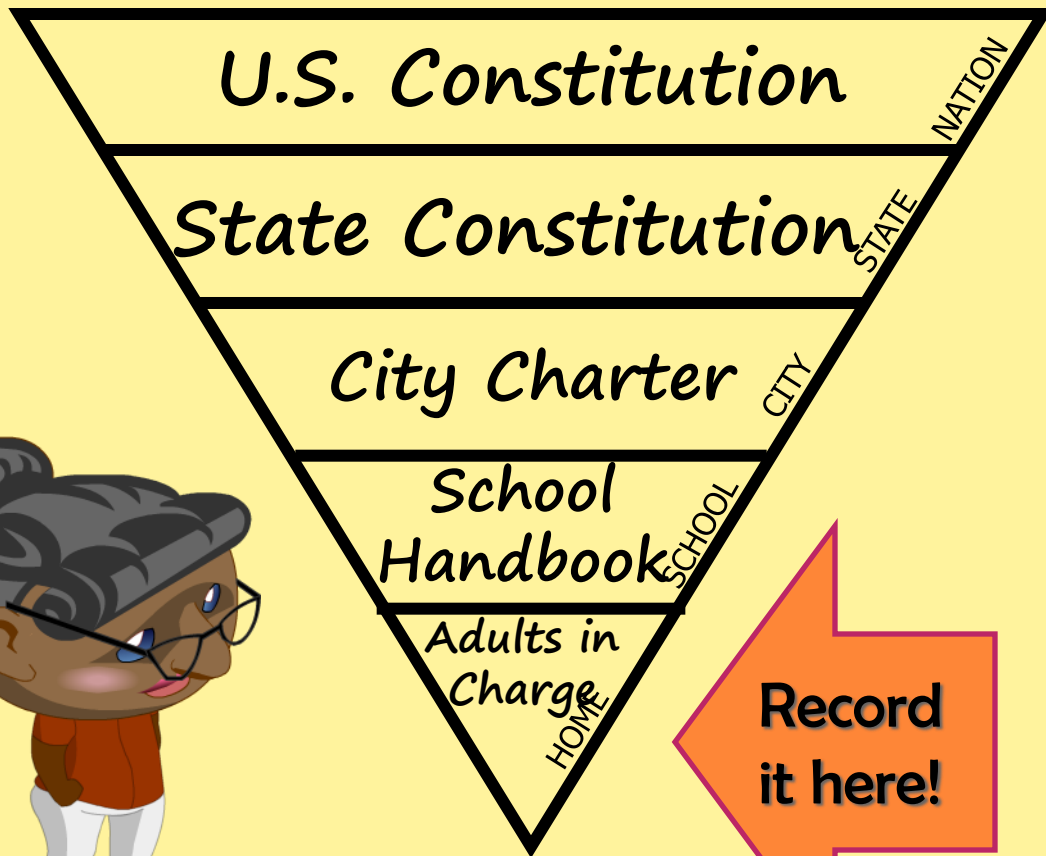 U.S. Constitution
NATION
State Constitution
STATE
City Charter
CITY
School
Handbook
SCHOOL
Adults in
Charge
HOME
Record
it here!